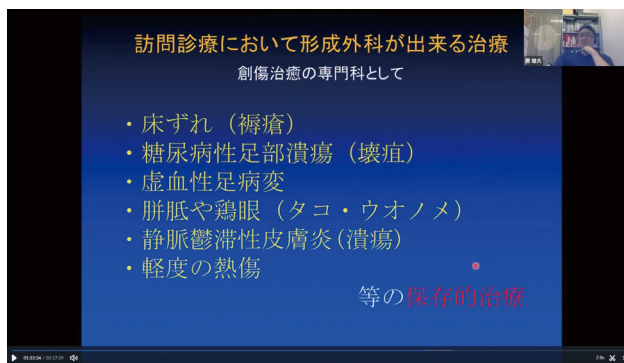 訪問診療において形成外科が出来る治療
創傷治癒の専門科として
・床ずれ（褥瘡）
・糖尿病性足部潰瘍（壊疽）
・虚血性足病変
・胼胝や鶏眼（タコ・ウオノメ）
・静脈鬱滞性皮膚炎(潰瘍)
・軽度の熱傷
等の保存的治療